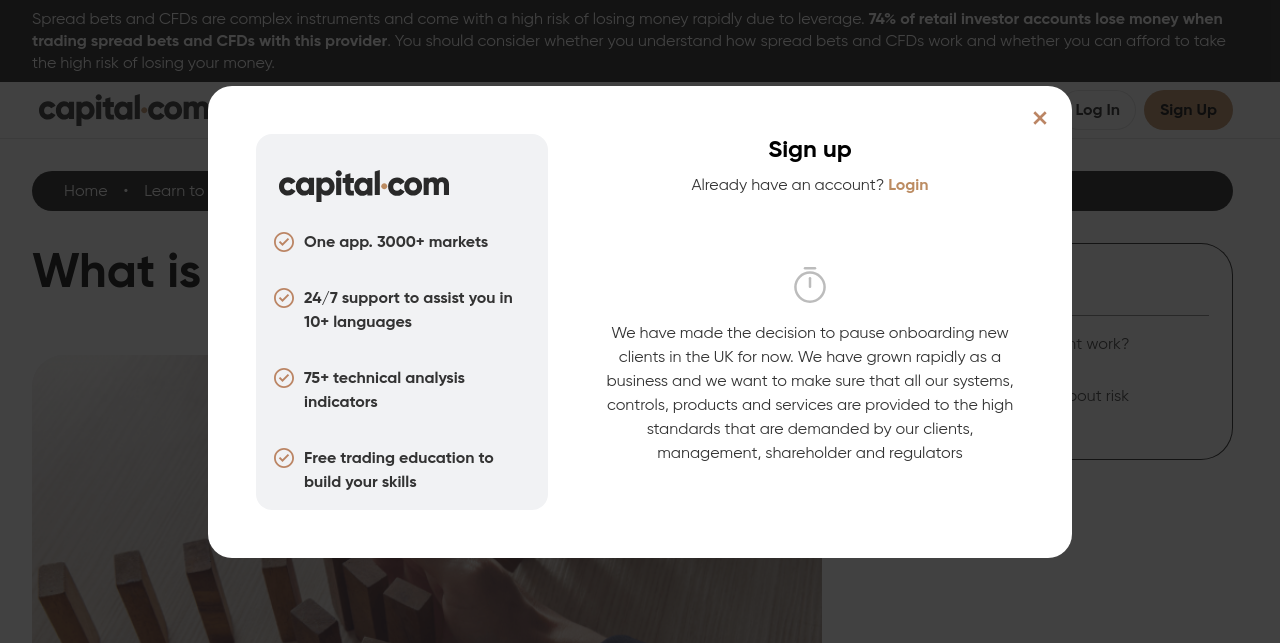 Spread bets and CFDs are complex instruments and come with a high risk of losing money rapidly due to leverage. 74% of retail investor accounts lose money when
trading spread bets and CFDs with this provider. You should consider whether you understand how spread bets and CFDs work and whether you can afford to take
the high risk of losing your money.
capital.com
Log In
Sign Up
Home • Learn to
What is
work?
about risk
Sign up
Already have an account? Login
capital.com
One app. 3000+ markets
24/7 support to assist you in
10+ languages
75+ technical analysis
indicators
Free trading education to
build your skills
We have made the decision to pause onboarding new
clients in the UK for now. We have grown rapidly as a
business and we want to make sure that all our systems,
controls, products and services are provided to the high
standards that are demanded by our clients,
management, shareholder and regulators